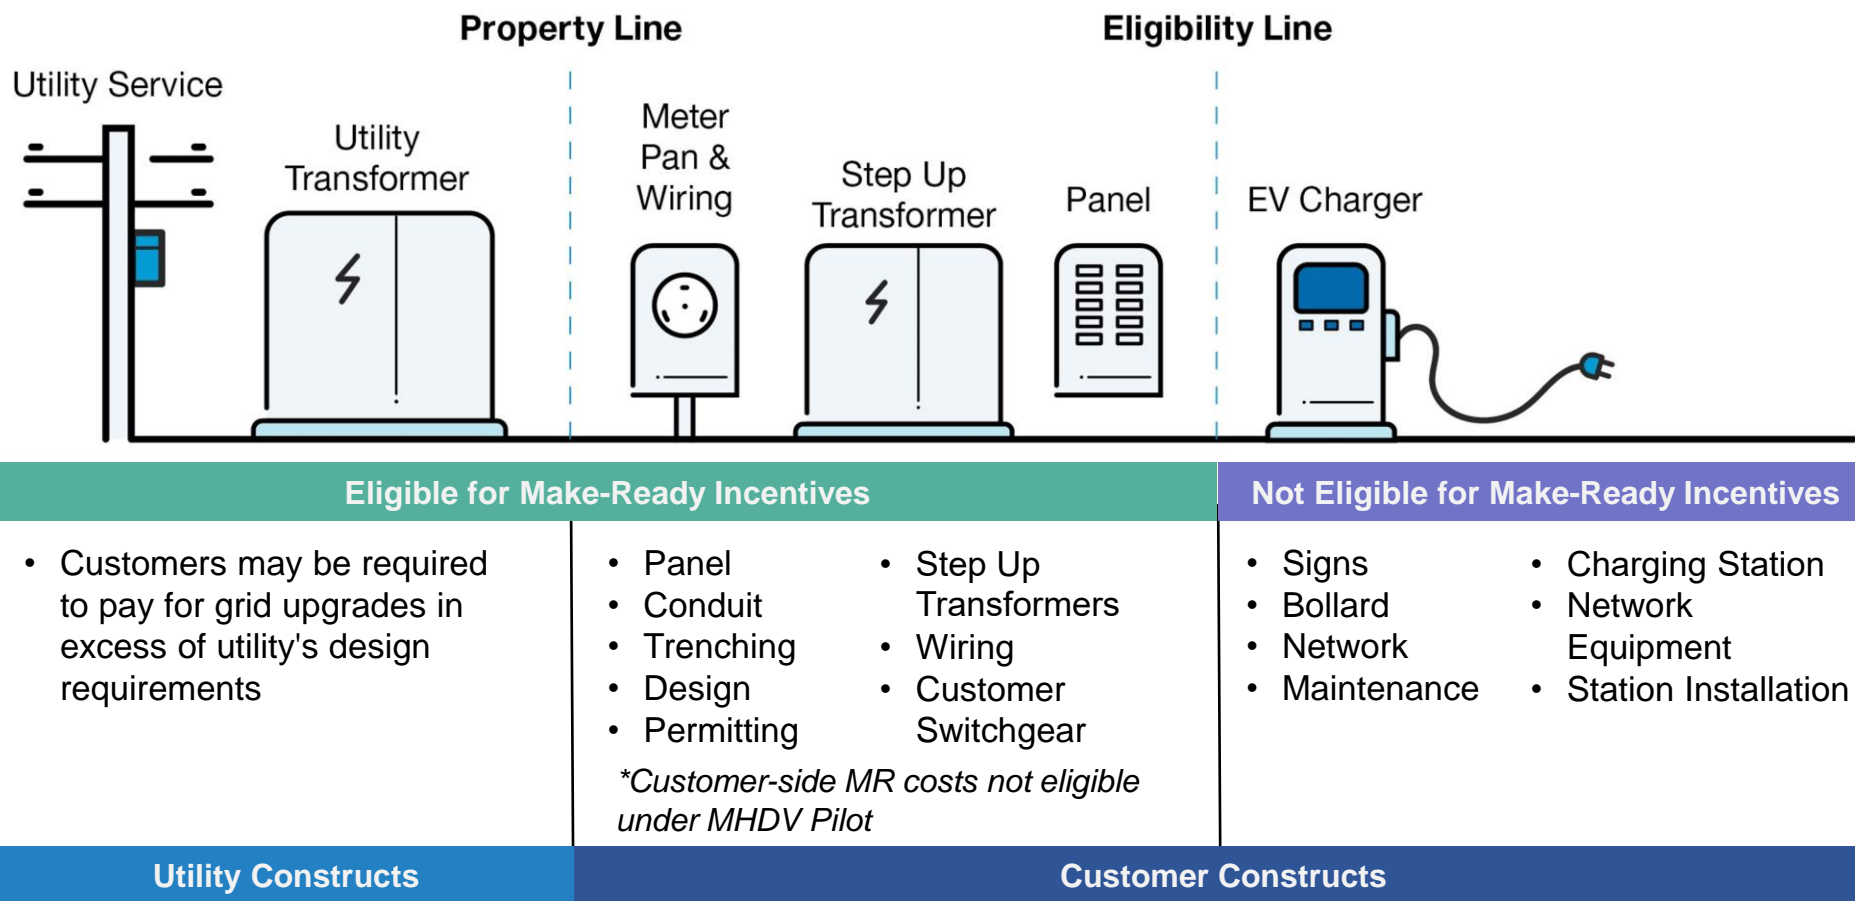 Property Line
Eligibility Line
Utility Service
Utility
Transformer
Meter
Pan &
Wiring
Step Up
Transformer
Panel
EV Charger
Eligible for Make-Ready Incentives
Not Eligible for Make-Ready Incentives
• Customers may be required
to pay for grid upgrades in
excess of utility's design
requirements
• Panel
• Conduit
• Trenching
• Design
• Permitting
• Step Up
Transformers
• Wiring
• Customer
Switchgear
*Customer-side MR costs not eligible
under MHDV Pilot
• Signs
• Bollard
• Network
• Maintenance
• Charging Station
• Network
Equipment
• Station Installation
Utility Constructs
Customer Constructs